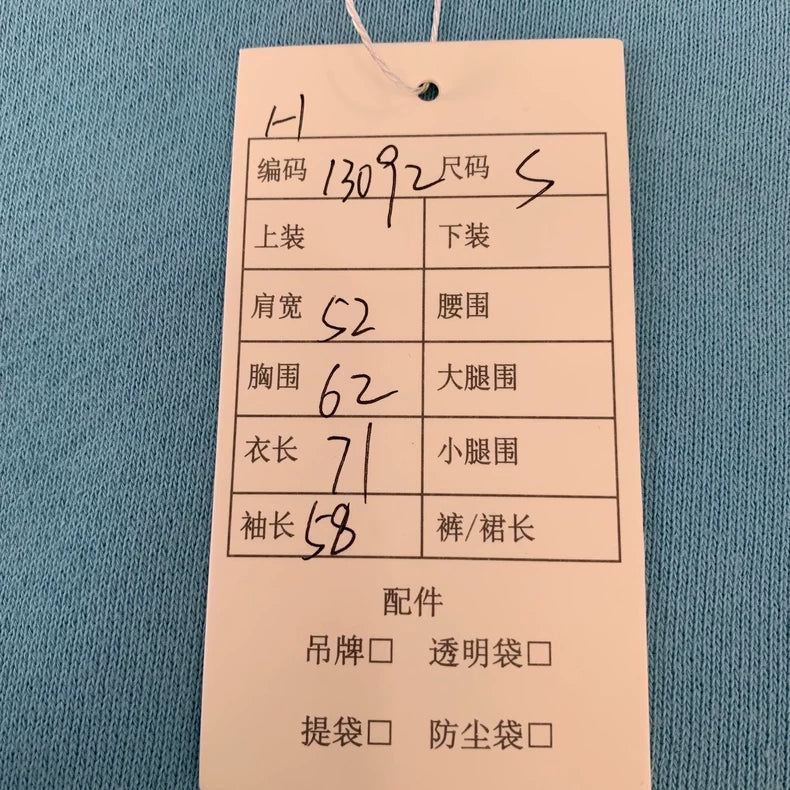 H
编码 13092 尺码 S
上装 下装
肩宽 52 腰围
胸围 62 大腿围
衣长 71 小腿围
袖长 58 裤/裙长
配件
吊牌□ 透明袋□
提袋□ 防尘袋□